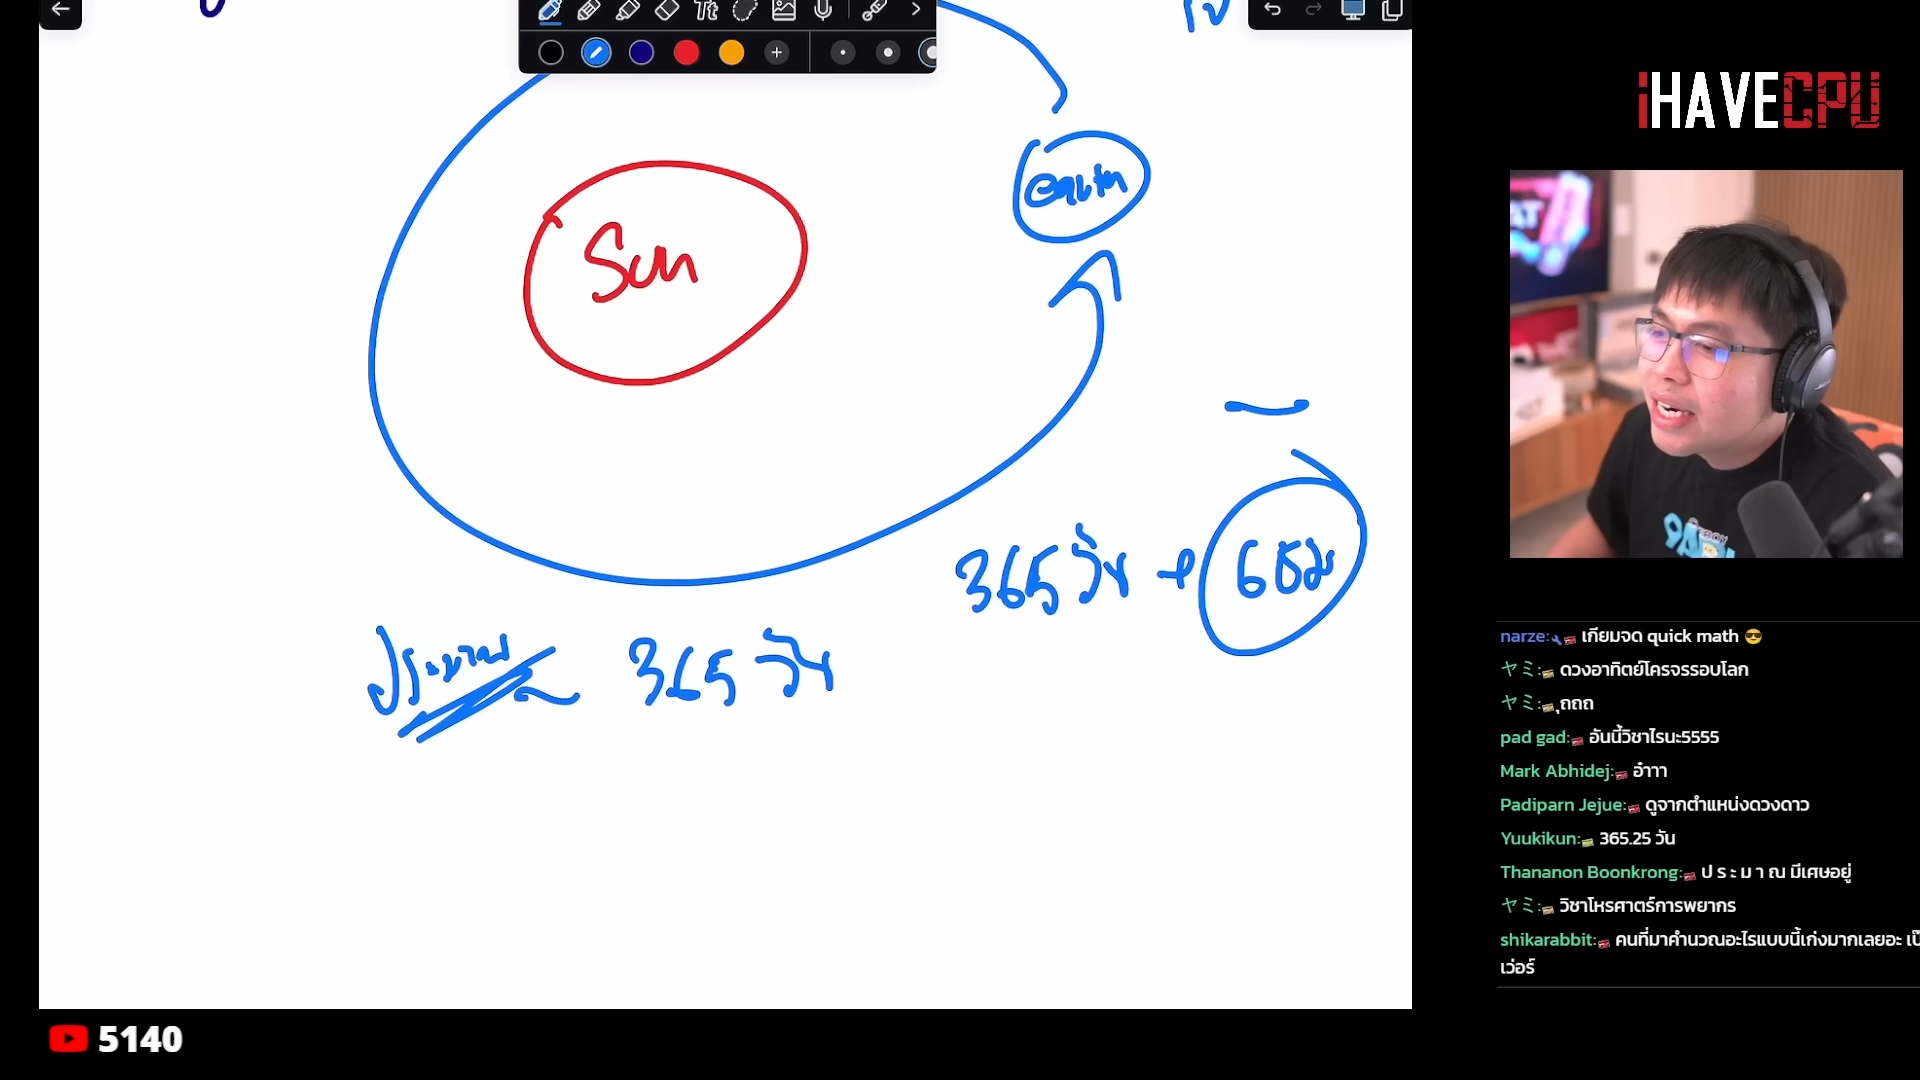 Tt
iHAVECPU
earth
Sun
365 วัน + 6 ชม
ประมาณ 365 วัน
narze: เกียมจด quick math 😎
ヤミ: ดวงอาทิตย์โครจรรอบโลก
ヤミ: ุถถถ
pad gad: อันนี้วิชาไรนะ5555
Mark Abhidej: อ๋าาา
Padiparn Jejue: ดูจากตำแหน่งดวงดาว
Yuukikun: 365.25 วัน
Thananon Boonkrong: ป ร ะ ม า ณ มีเศษอยู่
ヤミ: วิชาโหรศาตร์การพยากร
shikarabbit: คนที่มาคำนวณอะไรแบบนี้เก่งมากเลยอะ เป็
เว่อร์
5140